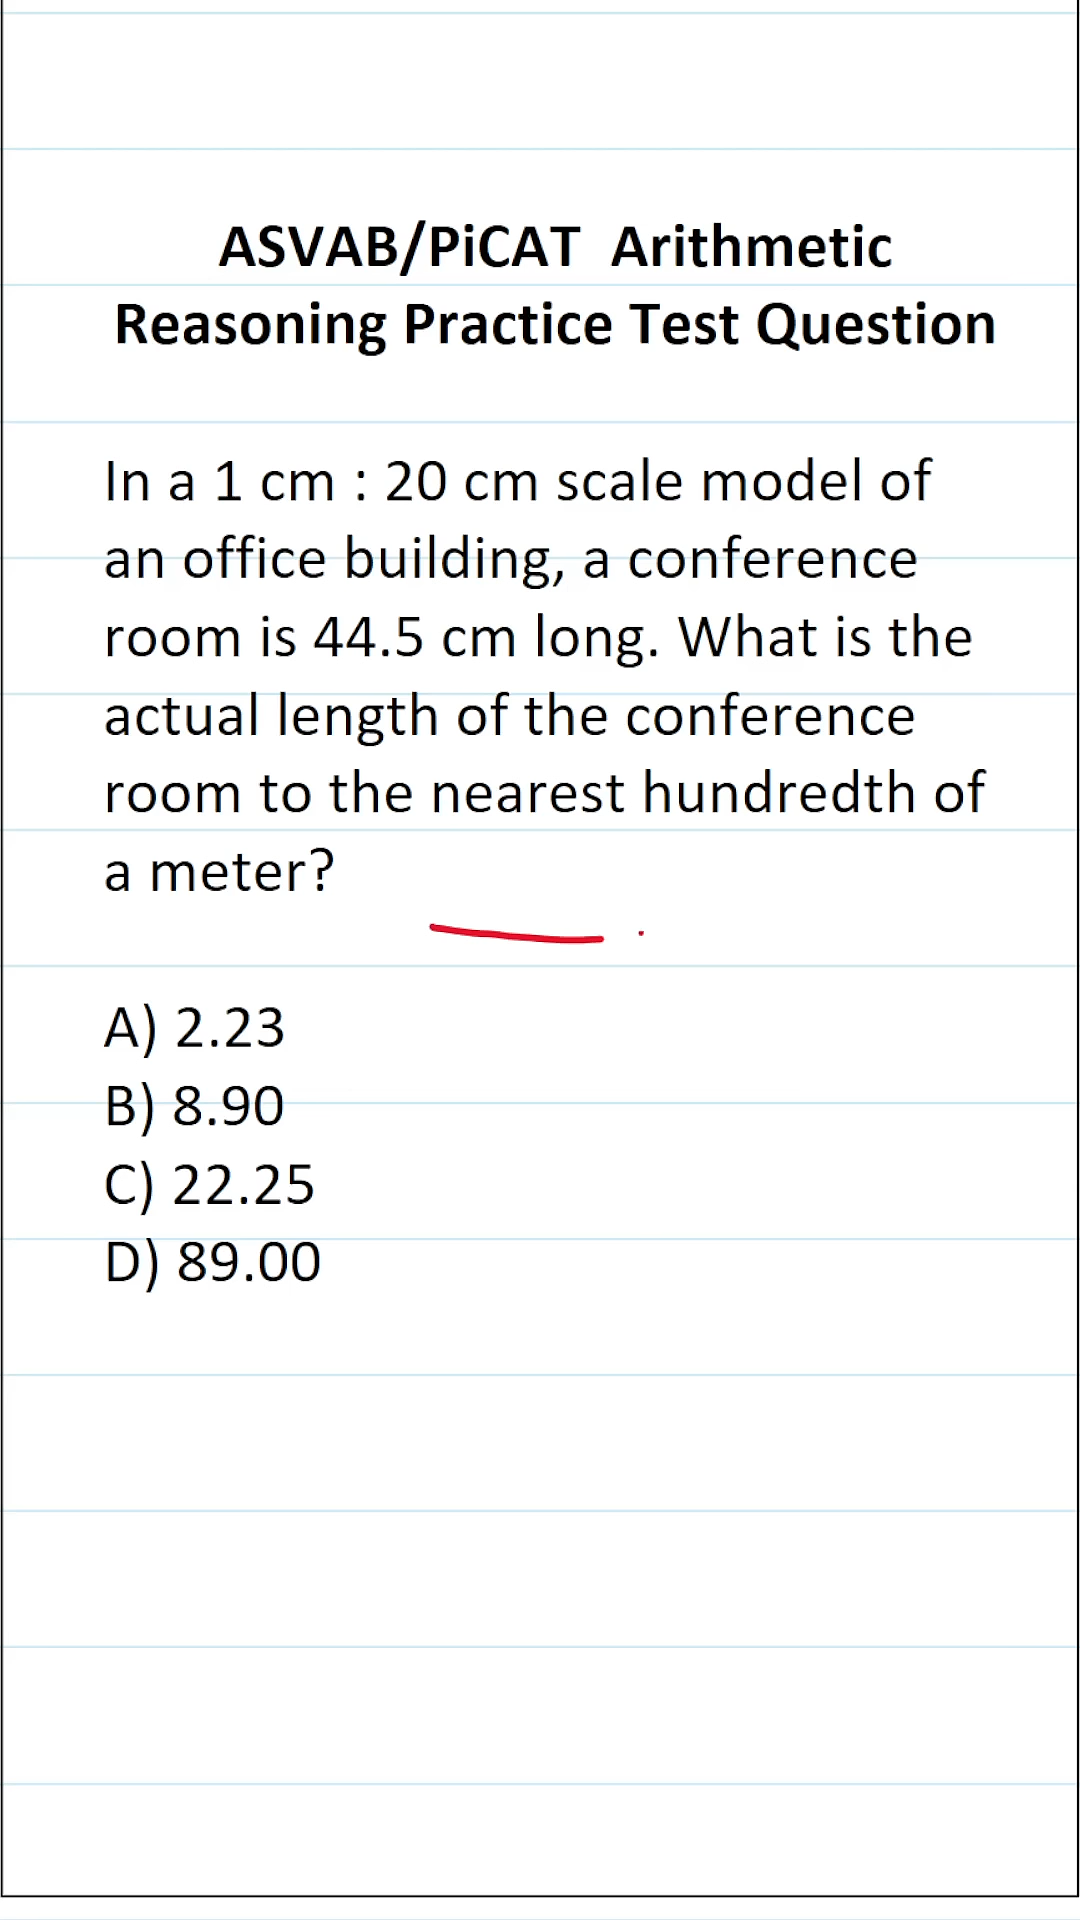 ASVAB/PiCAT Arithmetic
Reasoning Practice Test Question
In a 1 cm : 20 cm scale model of
an office building, a conference
room is 44.5 cm long. What is the
actual length of the conference
room to the nearest hundredth of
a meter?
A) 2.23
B) 8.90
C) 22.25
D) 89.00